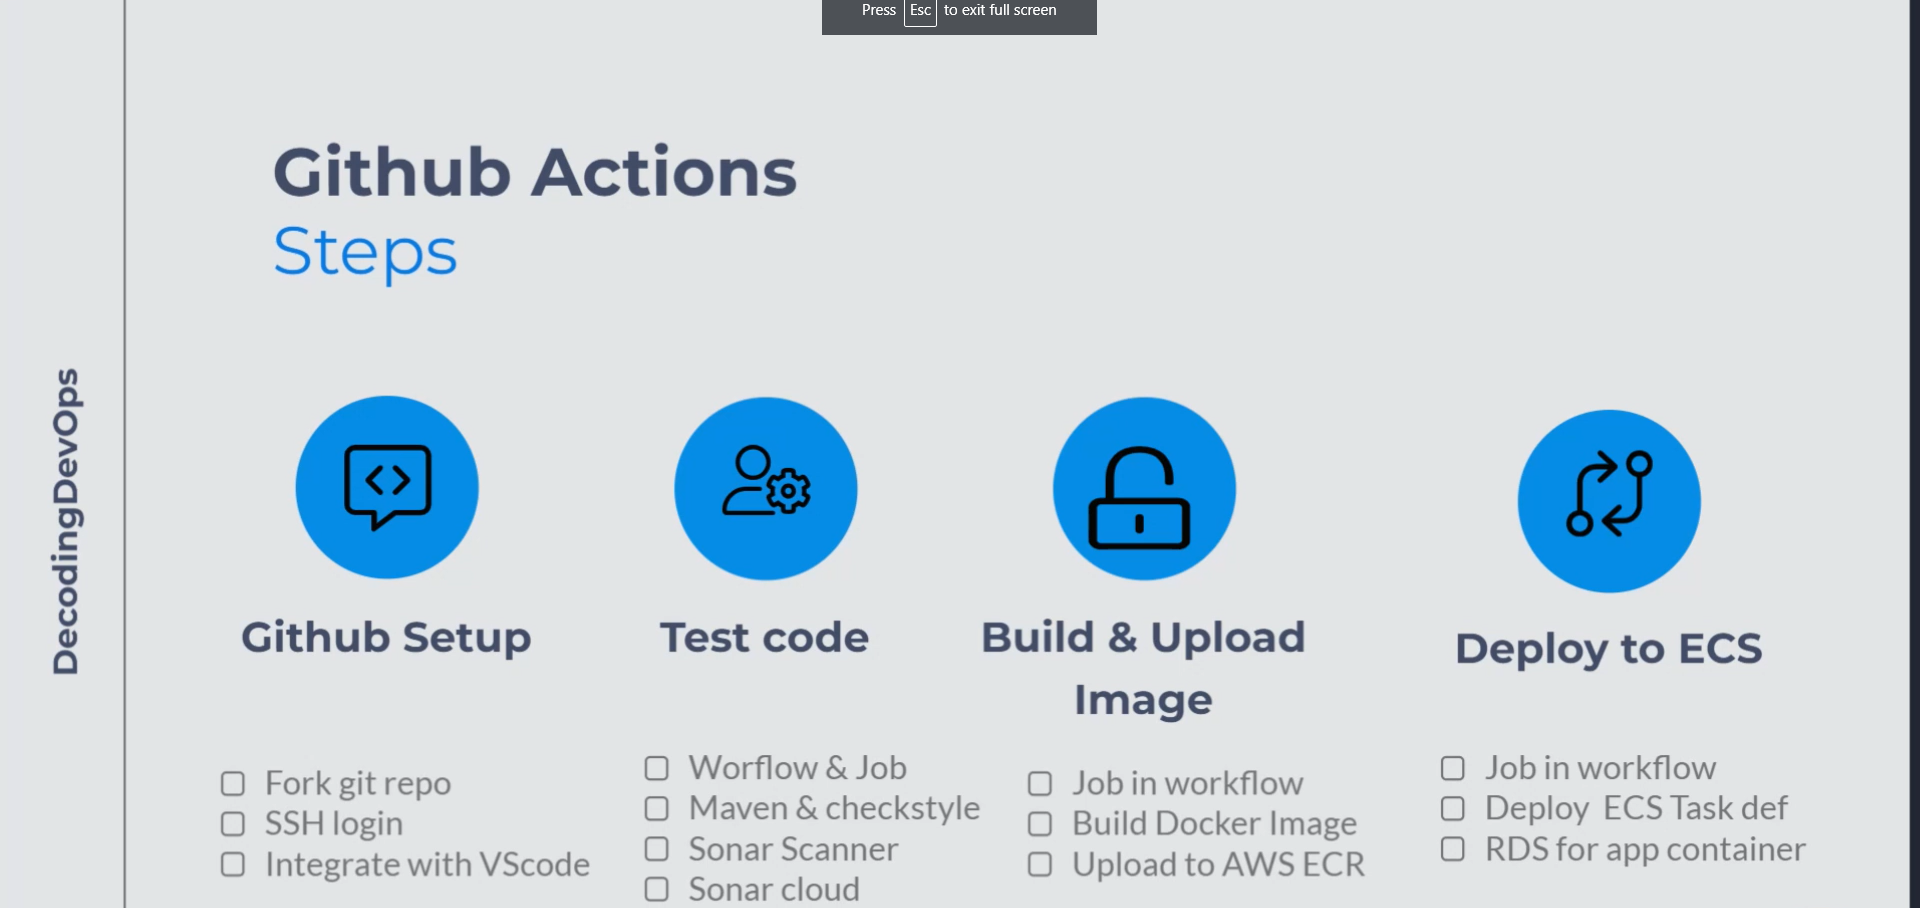 Press Esc to exit full screen
Github Actions
Steps
DecodingDevOps
Github Setup
Fork git repo
SSH login
Integrate with VScode
Test code
Worflow & Job
Maven & checkstyle
Sonar Scanner
Sonar cloud
Build & Upload
Image
Job in workflow
Build Docker Image
Upload to AWS ECR
Deploy to ECS
Job in workflow
Deploy ECS Task def
RDS for app container